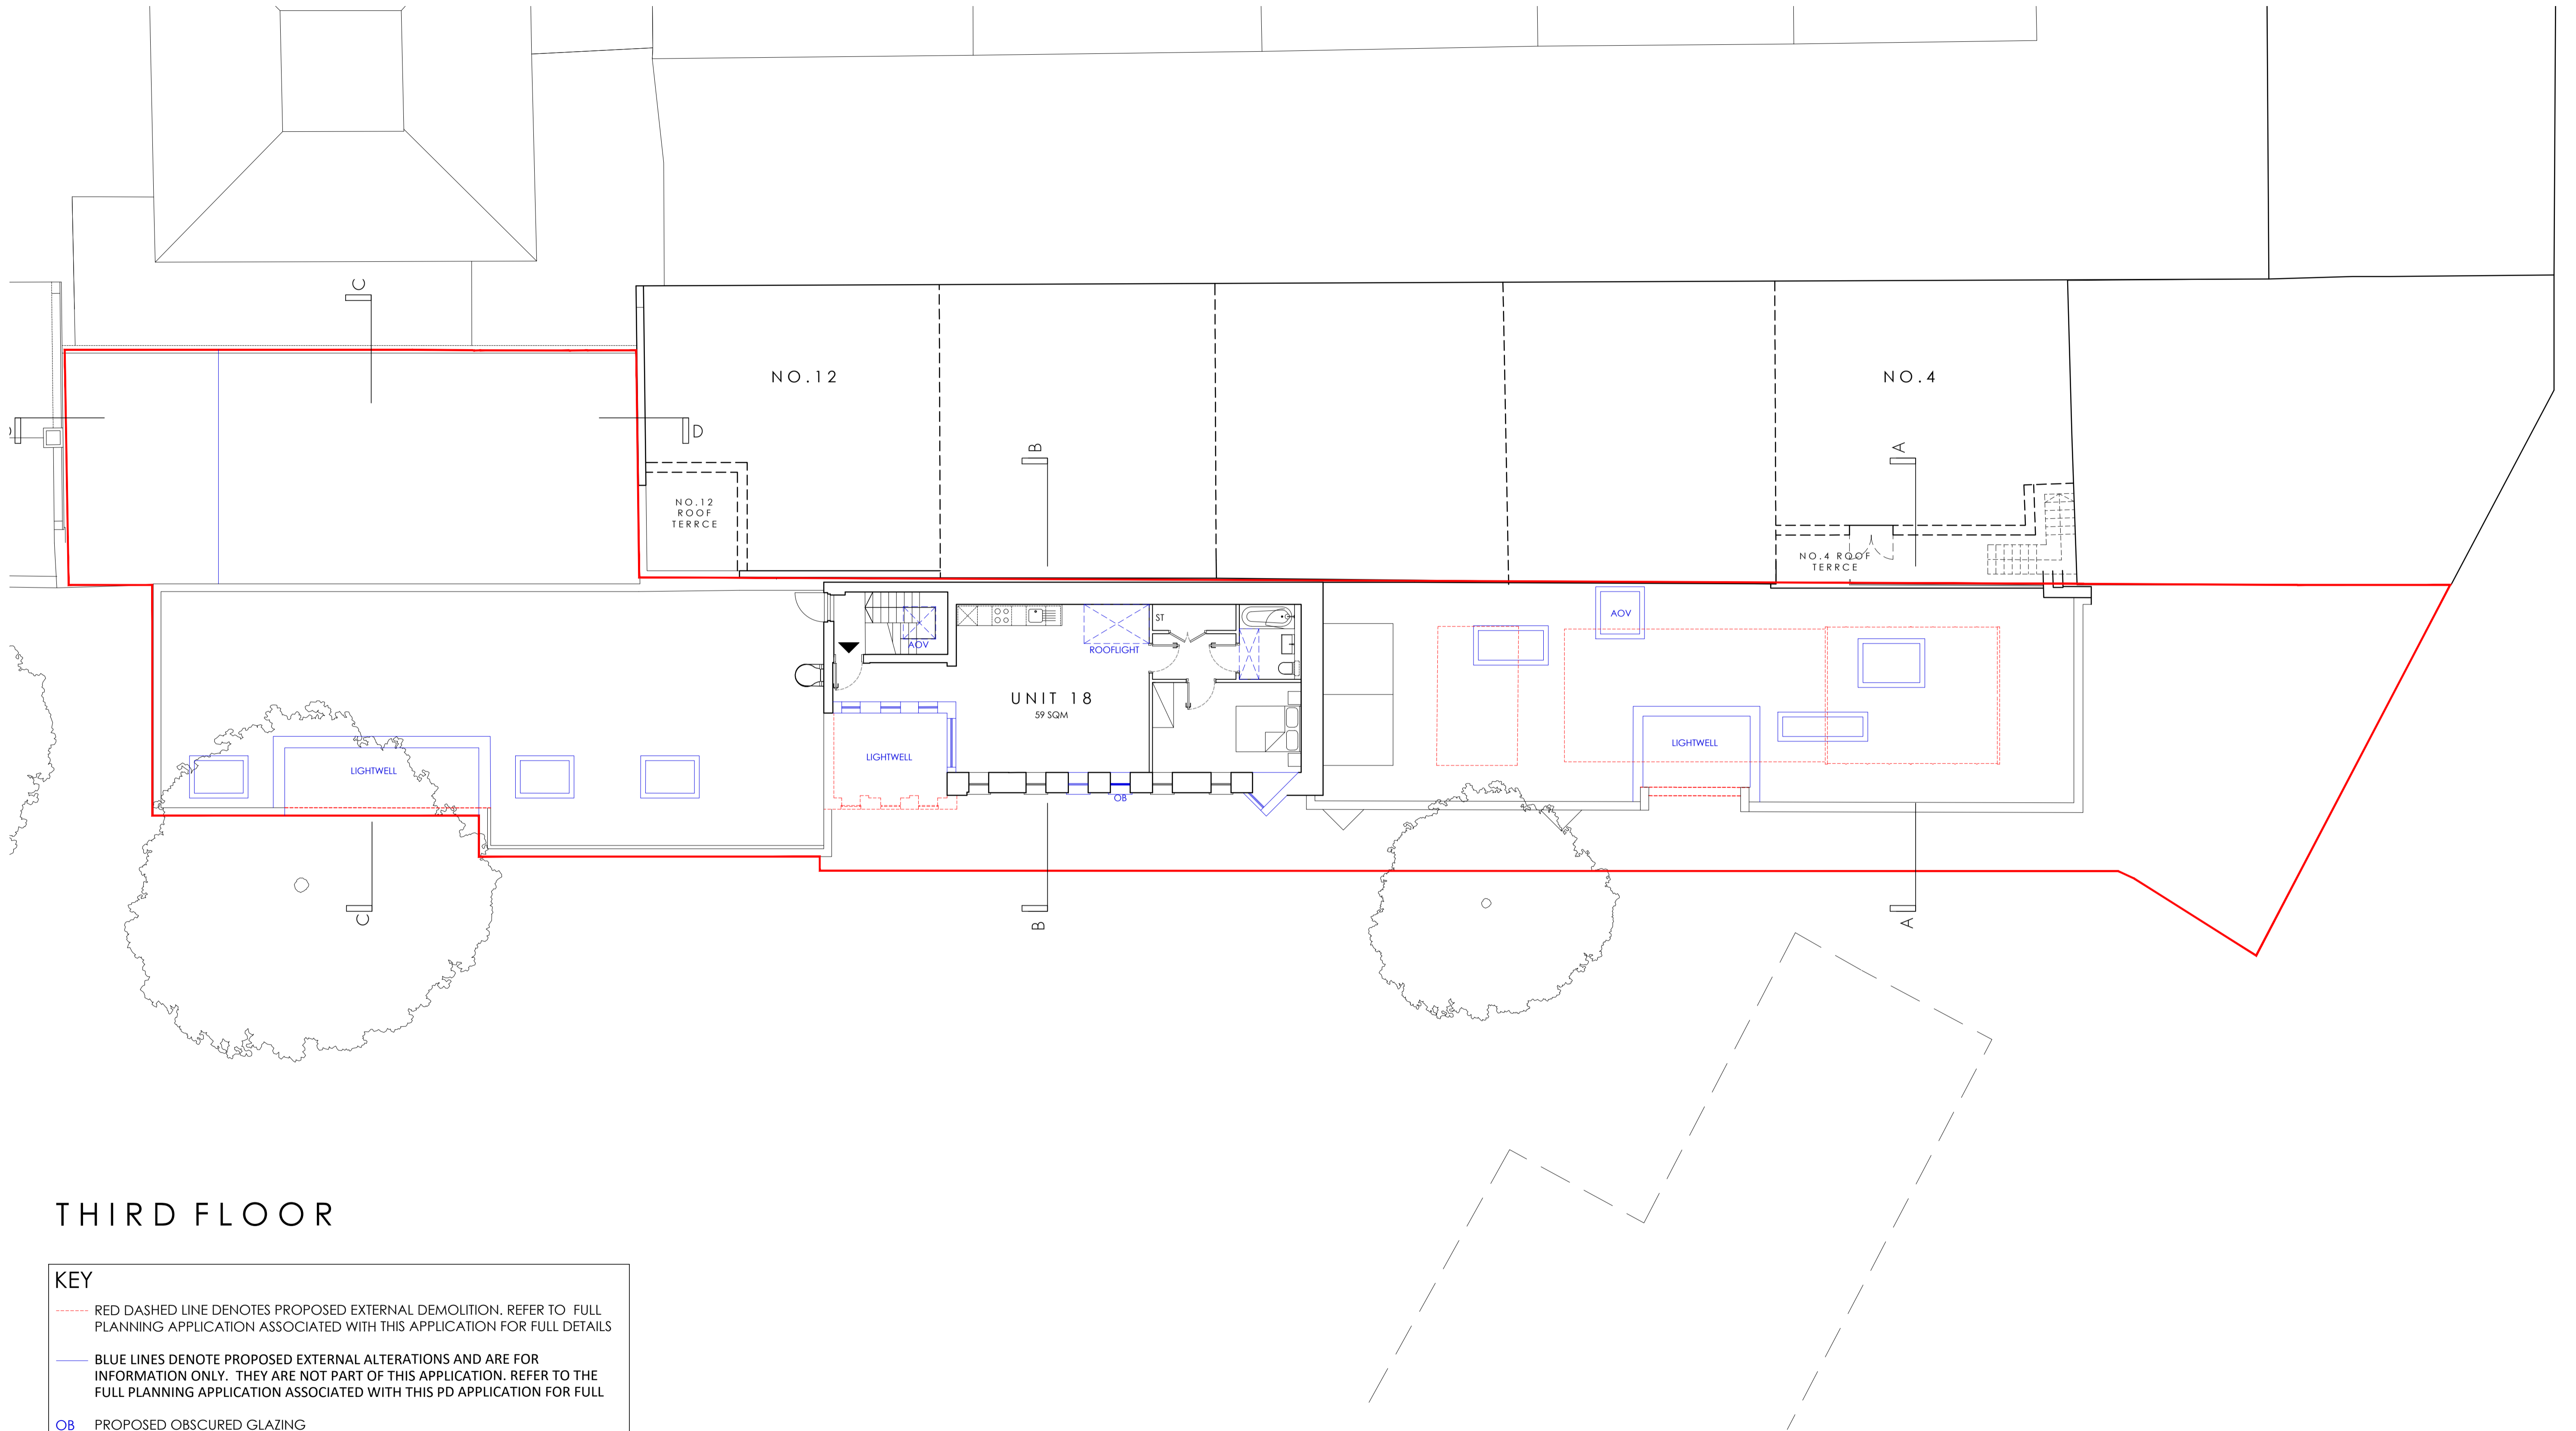 C
NO.12
NO.4
D
B
A
NO.12
ROOF
TERRCE
NO.4 ROOF
TERRCE
AOV
ST
AOV
ROOFLIGHT
UNIT 18
59 SQM
LIGHTWELL
LIGHTWELL
LIGHTWELL
OB
C
B
A
THIRD FLOOR
KEY
RED DASHED LINE DENOTES PROPOSED EXTERNAL DEMOLITION. REFER TO FULL
PLANNING APPLICATION ASSOCIATED WITH THIS APPLICATION FOR FULL DETAILS
BLUE LINES DENOTE PROPOSED EXTERNAL ALTERATIONS AND ARE FOR
INFORMATION ONLY. THEY ARE NOT PART OF THIS APPLICATION. REFER TO THE
FULL PLANNING APPLICATION ASSOCIATED WITH THIS PD APPLICATION FOR FULL
OB PROPOSED OBSCURED GLAZING